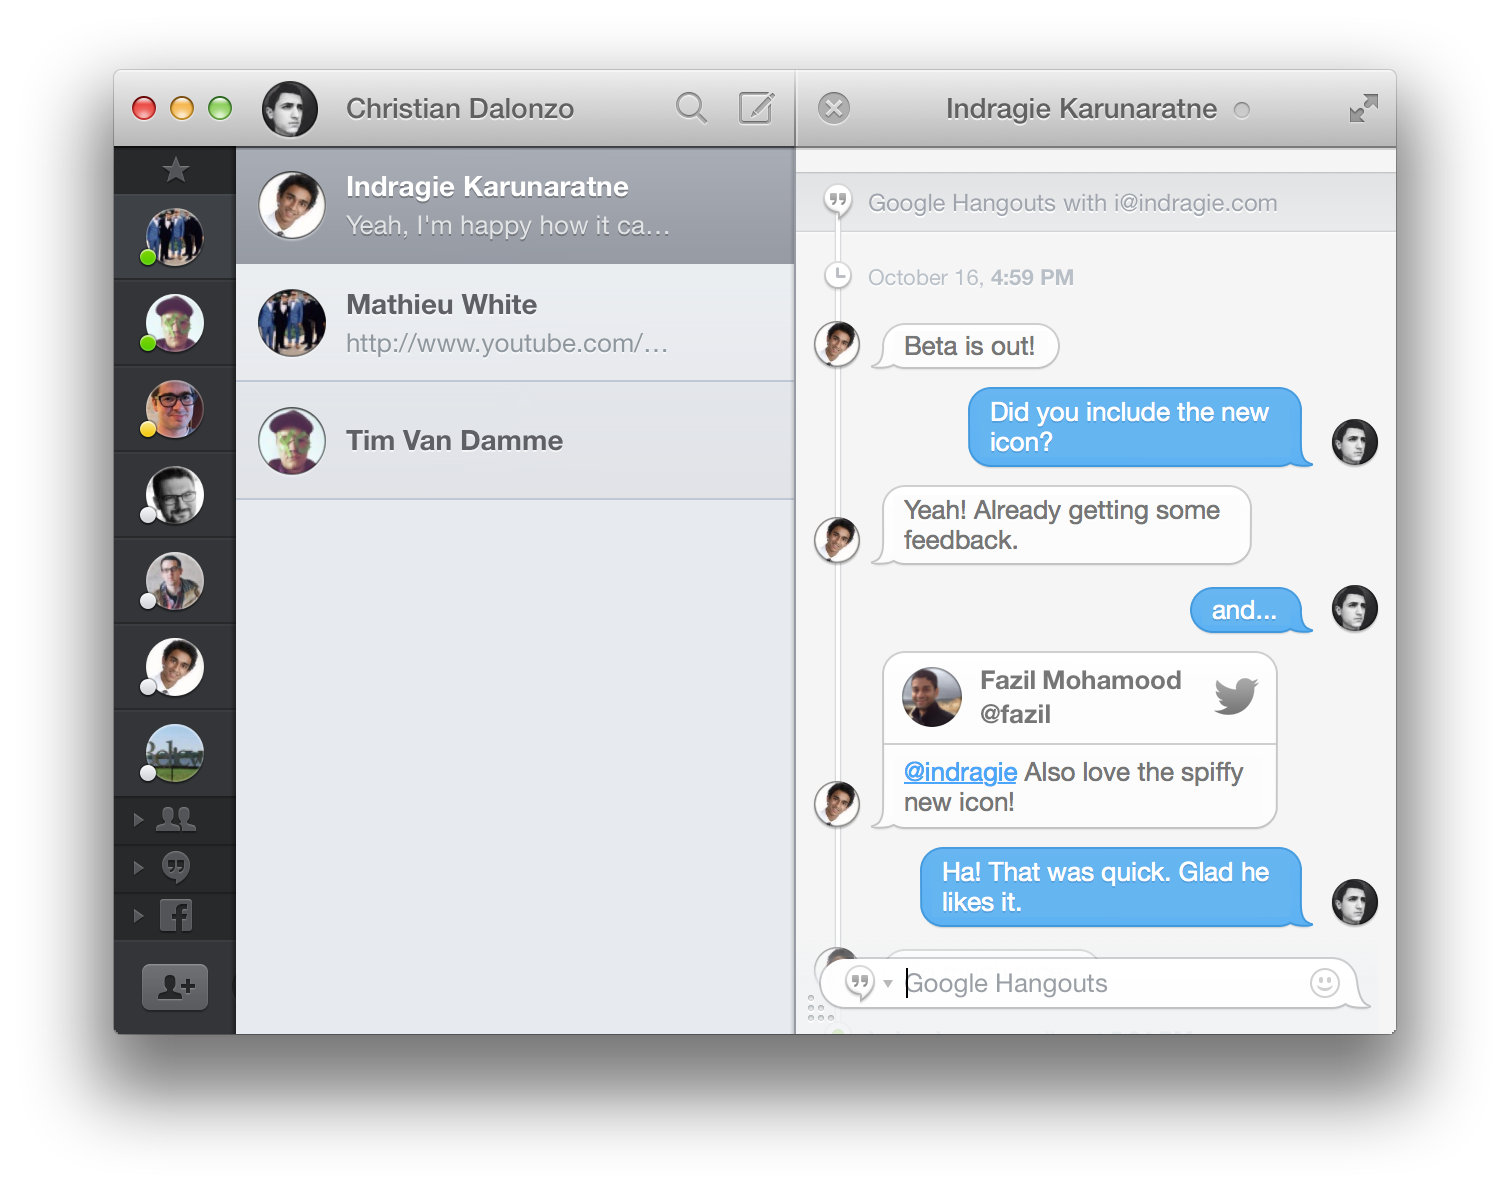 Christian Dalonzo
Indragie Karunaratne
Yeah, I'm happy how it ca...
Mathieu White
http://www.youtube.com/...
Tim Van Damme
Indragie Karunaratne
Google Hangouts with i@indragie.com
October 16, 4:59 PM
Beta is out!
Did you include the new
icon?
Yeah! Already getting some
feedback.
and...
Fazil Mohamood
@fazil
@indragie Also love the spiffy
new icon!
Ha! That was quick. Glad he
likes it.
Google Hangouts